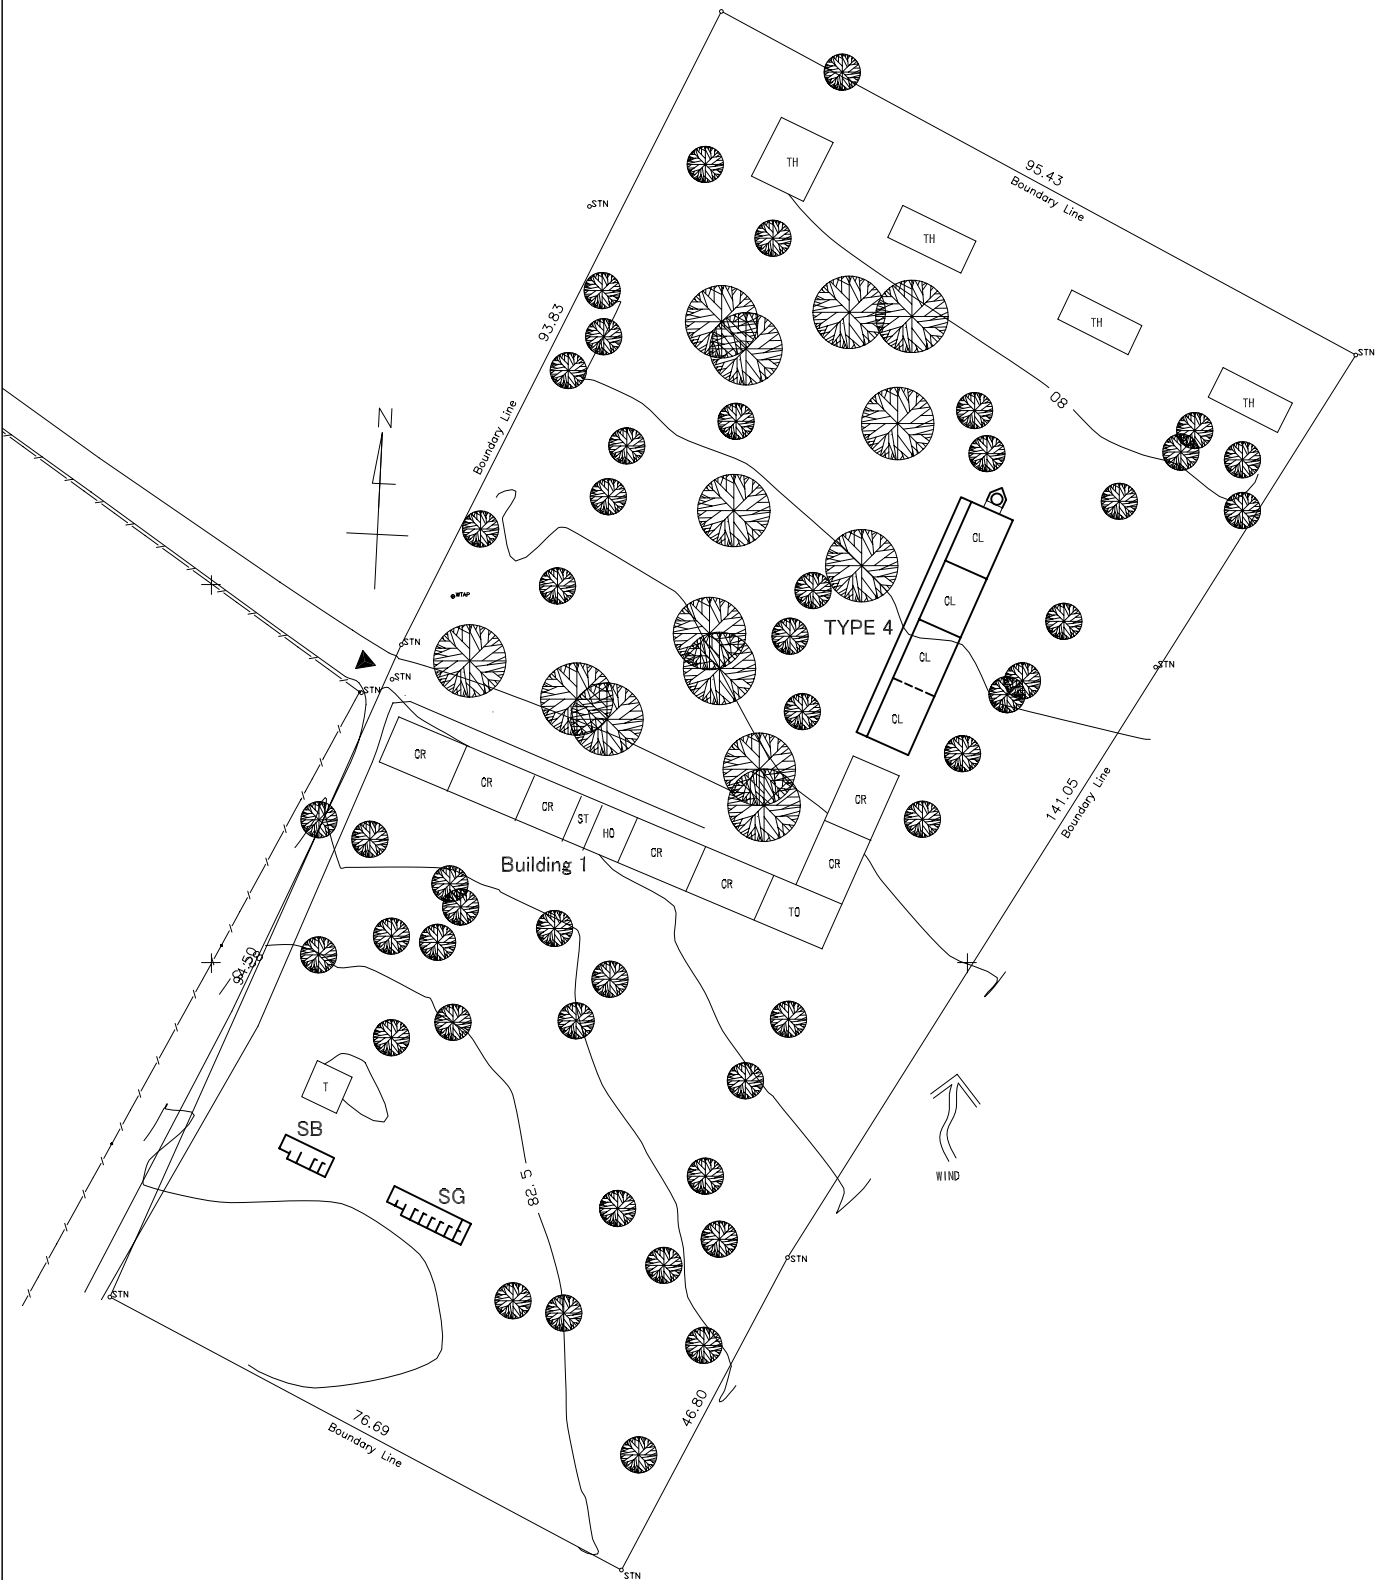 TH
95.43
Boundary Line
STN
TH
TH
STN
93.83
TH
08
N
Boundary Line
CL
CL
WTAP
TYPE 4
STN
CL
STN
STN
STN
CL
CR
CR
CR
ST
HO
CR
CR
CR
CR
TO
Building 1
141.05
Boundary Line
T
SB
SG
82.5
WIND
STN
STN
76.69
Boundary Line
46.80
STN